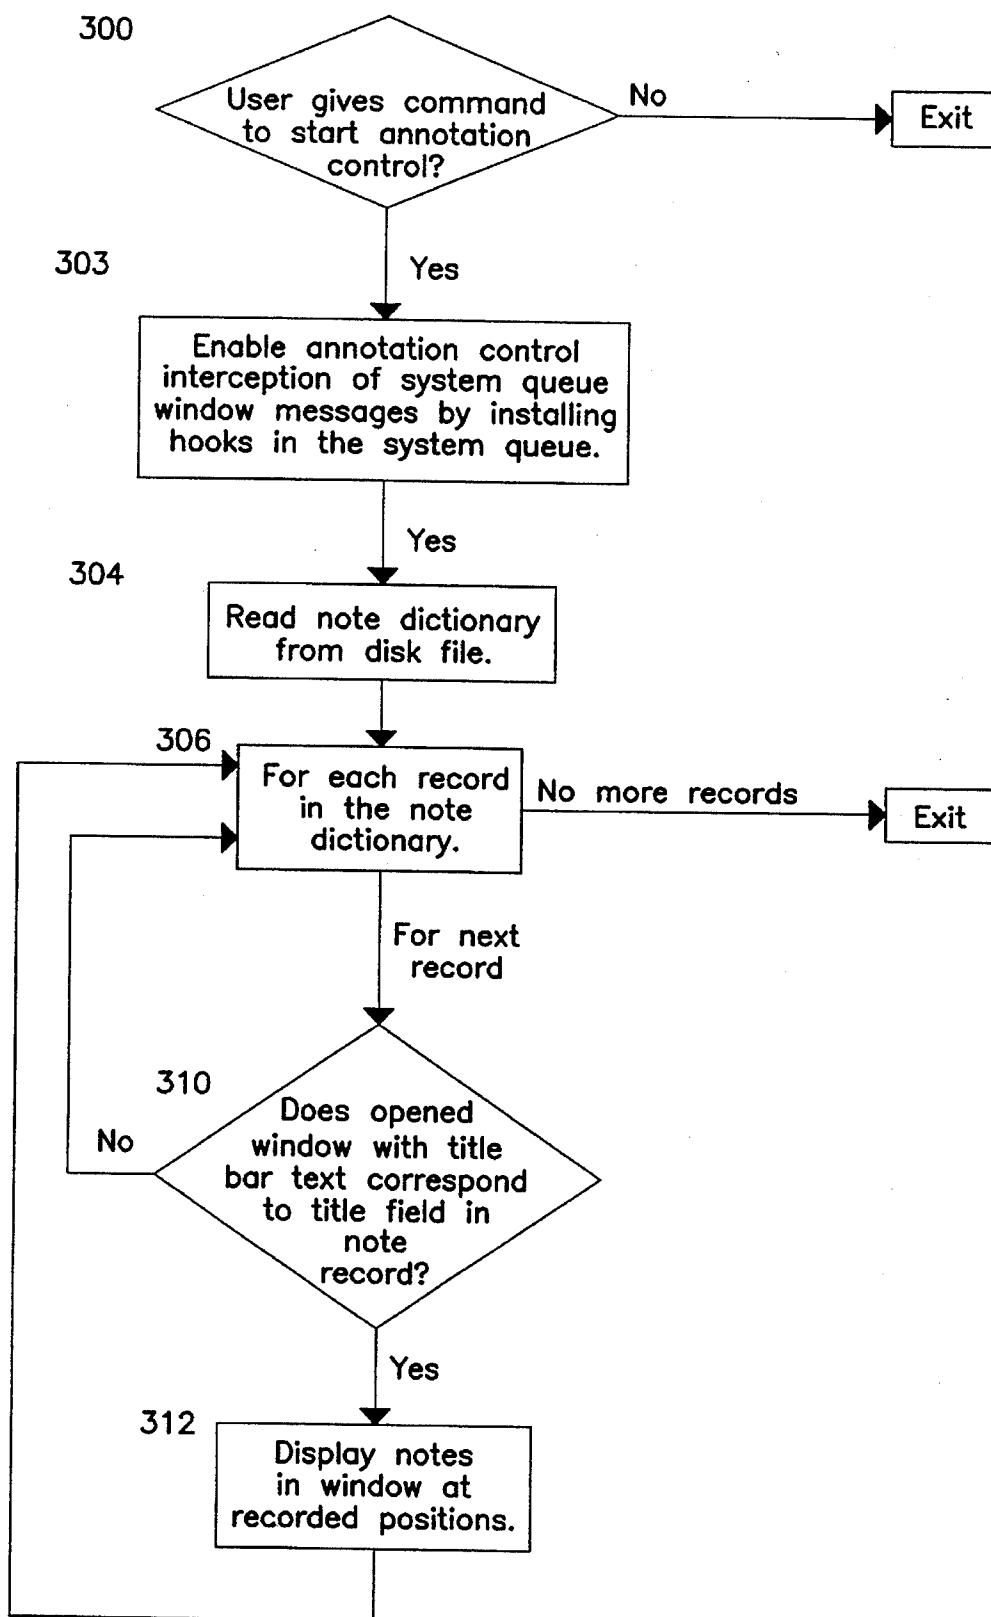 300
User gives command
to start annotation
control?
No
Exit
303
Yes
Enable annotation control
interception of system queue
window messages by installing
hooks in the system queue.
Yes
304
Read note dictionary
from disk file.
306
For each record
in the note
dictionary.
No more records
Exit
For next
record
310
Does opened
window with title
bar text correspond
to title field in
note
record?
No
Yes
312
Display notes
in window at
recorded positions.